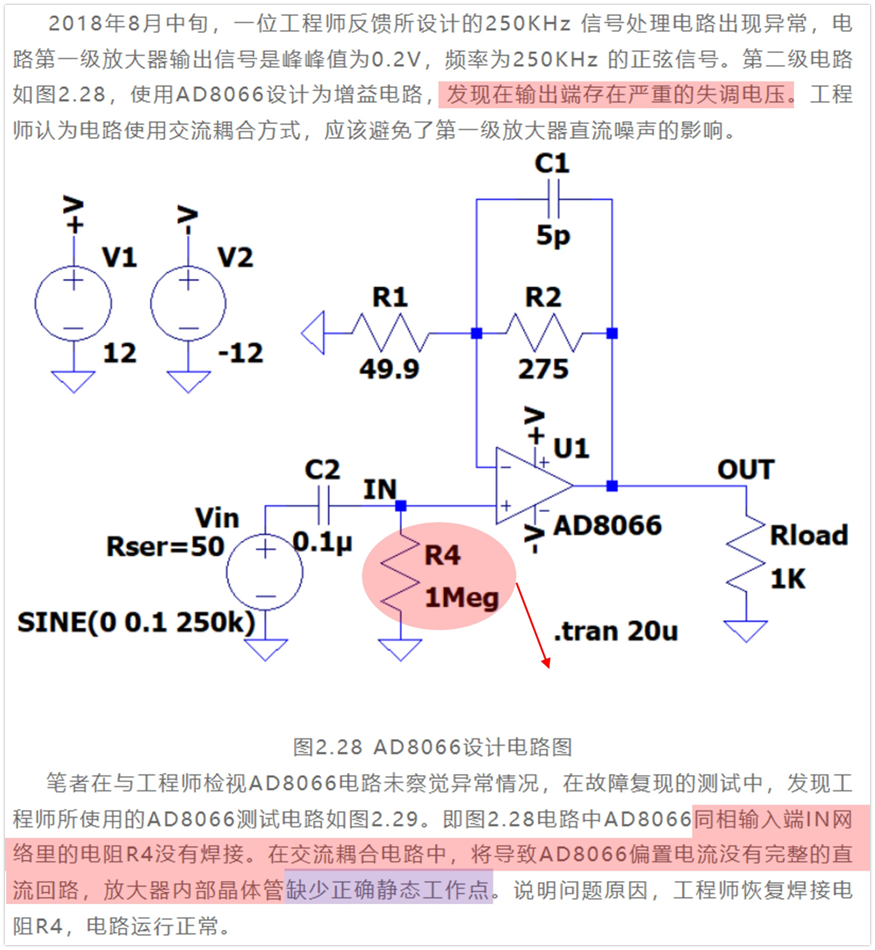 2018年8月中旬，一位工程师反馈所设计的250KHz 信号处理电路出现异常，电
路第一级放大器输出信号是峰峰值为0.2V，频率为250KHz 的正弦信号。第二级电路
如图2.28，使用AD8066设计为增益电路，发现在输出端存在严重的失调电压。工程
师认为电路使用交流耦合方式，应该避免了第一级放大器直流噪声的影响。
C1
5p
+V
-V
V1
V2
R1
R2
12
-12
49.9
275
+V
U1
C2
IN
OUT
Vin
Rser=50
0.1µ
-V
AD8066
Rload
R4
1K
1Meg
SINE(0 0.1 250k)
.tran 20u
图2.28 AD8066设计电路图
笔者在与工程师检视AD8066电路未察觉异常情况，在故障复现的测试中，发现工
程师所使用的AD8066测试电路如图2.29。即图2.28电路中AD8066同相输入端IN网
络里的电阻R4没有焊接。在交流耦合电路中，将导致AD8066偏置电流没有完整的直
流回路，放大器内部晶体管缺少正确静态工作点。说明问题原因，工程师恢复焊接电
阻R4，电路运行正常。